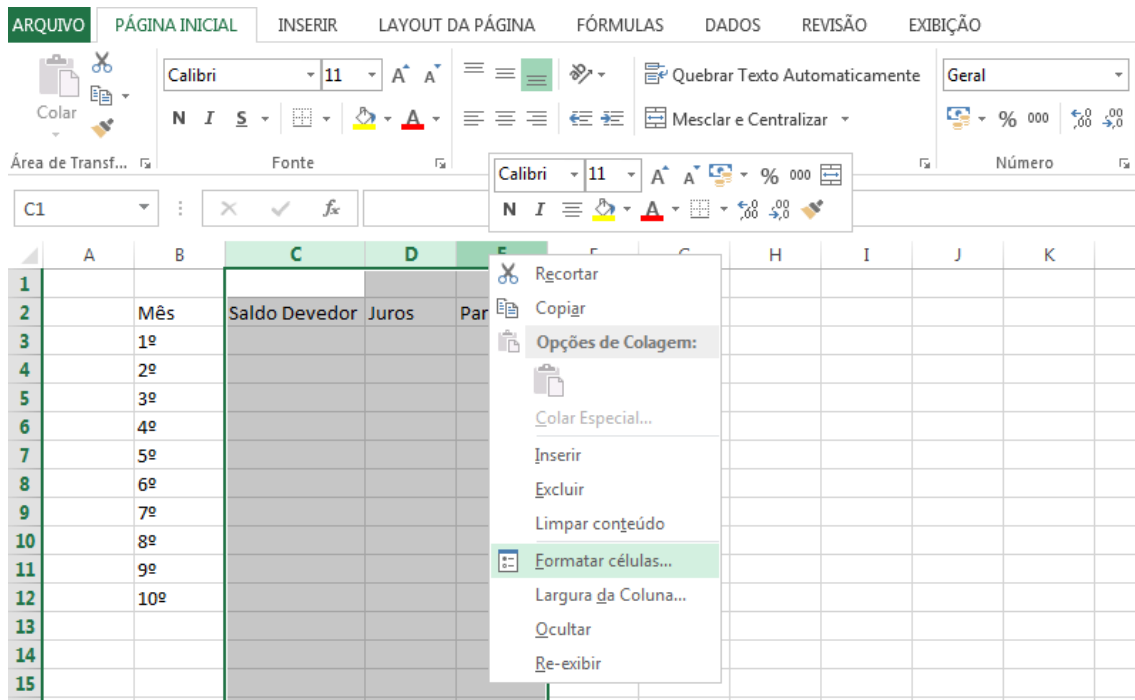 ARQUIVO PÁGINA INICIAL INSERIR LAYOUT DA PÁGINA FÓRMULAS DADOS REVISÃO EXIBIÇÃO
Calibri 11 A A Quebrar Texto Automaticamente Geral
Colar
N I S A Mesclar e Centralizar % 000 ,00 ,0
Área de Transf... Fonte Número
Calibri 11 A A % 000
N I A ,00 ,0
C1 fx
A B C D E H I J K
1 Recortar
2 Mês Saldo Devedor Juros Par Copiar
3 1º Opções de Colagem:
4 2º
5 3º Colar Especial...
6 4º
7 5º Inserir
8 6º Excluir
9 7º Limpar conteúdo
10 8º
11 9º Formatar células...
12 10º Largura da Coluna...
13 Ocultar
14 Re-exibir
15